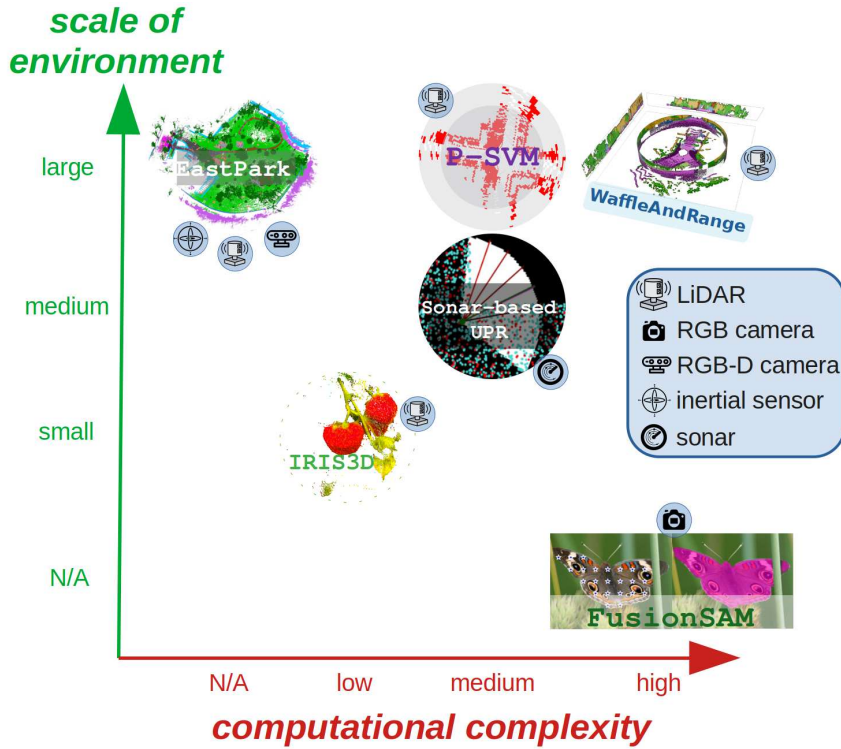 scale of
environment
large
medium
small
N/A
EastPark
P-SVM
WaffleAndRange
Sonar-based
UPR
IRIS3D
FusionSAM
LiDAR
RGB camera
RGB-D camera
inertial sensor
sonar
N/A
low
medium
high
computational complexity